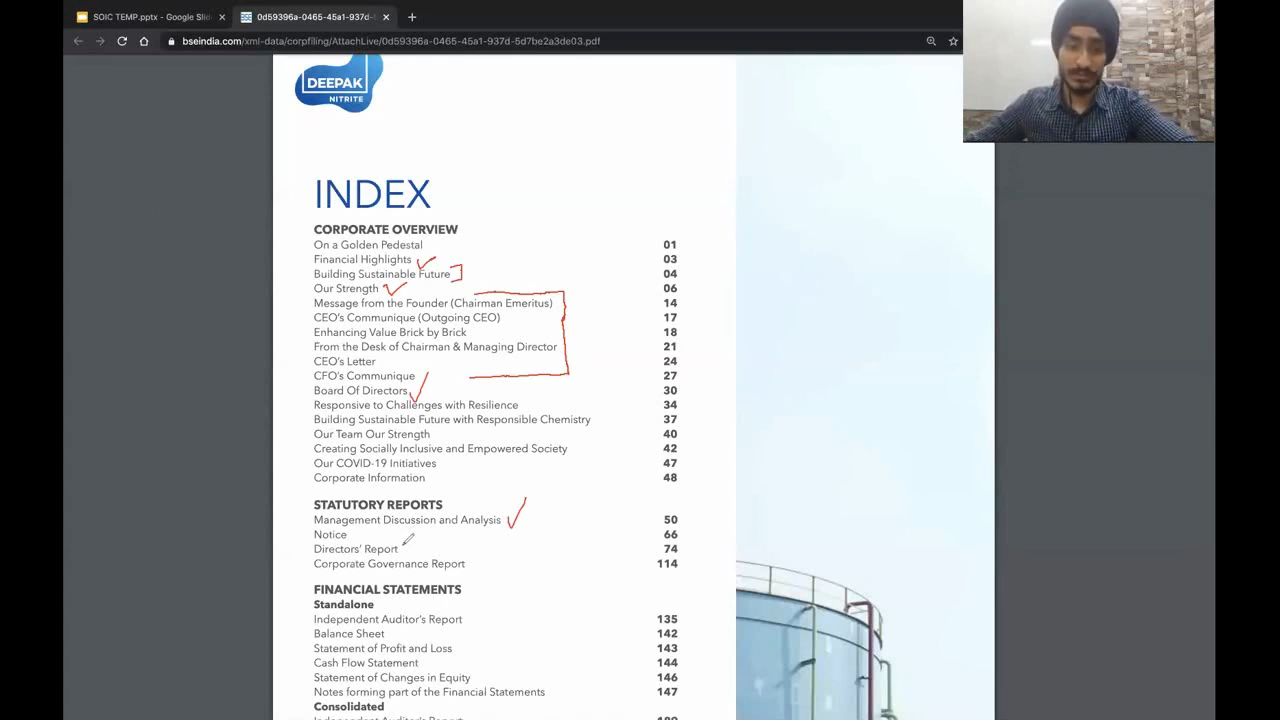 SOIC TEMP.pptx - Google Slid
0d59396a-0465-45a1-937d-
bseindia.com/xml-data/corpfiling/AttachLive/0d59396a-0465-45a1-937d-5d7be2a3de03.pdf
DEEPAK
NITRITE
INDEX
CORPORATE OVERVIEW
On a Golden Pedestal 01
Financial Highlights 03
Building Sustainable Future 04
Our Strength 06
Message from the Founder (Chairman Emeritus) 14
CEO's Communique (Outgoing CEO) 17
Enhancing Value Brick by Brick 18
From the Desk of Chairman & Managing Director 21
CEO's Letter 24
CFO's Communique 27
Board Of Directors 30
Responsive to Challenges with Resilience 34
Building Sustainable Future with Responsible Chemistry 37
Our Team Our Strength 40
Creating Socially Inclusive and Empowered Society 42
Our COVID-19 Initiatives 47
Corporate Information 48
STATUTORY REPORTS
Management Discussion and Analysis 50
Notice 66
Directors' Report 74
Corporate Governance Report 114
FINANCIAL STATEMENTS
Standalone
Independent Auditor's Report 135
Balance Sheet 142
Statement of Profit and Loss 143
Cash Flow Statement 144
Statement of Changes in Equity 146
Notes forming part of the Financial Statements 147
Consolidated
Independent Auditor's Report